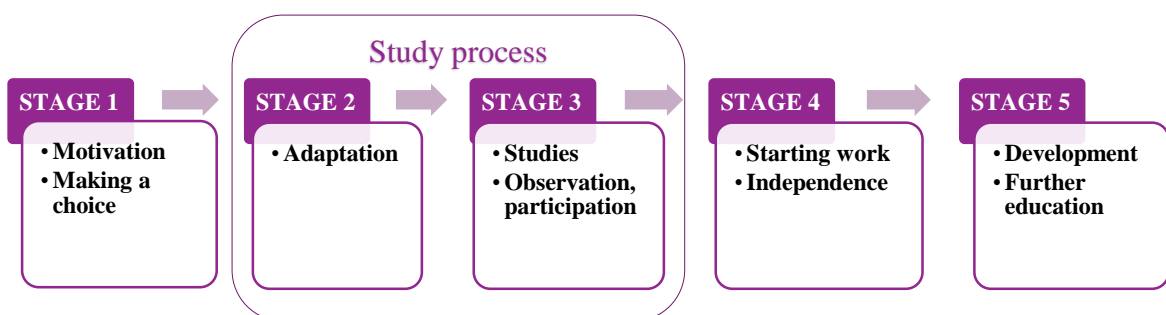 Study process
STAGE 1
• Motivation
• Making a
choice
STAGE 2
• Adaptation
STAGE 3
• Studies
• Observation,
participation
STAGE 4
• Starting work
• Independence
STAGE 5
• Development
• Further
education